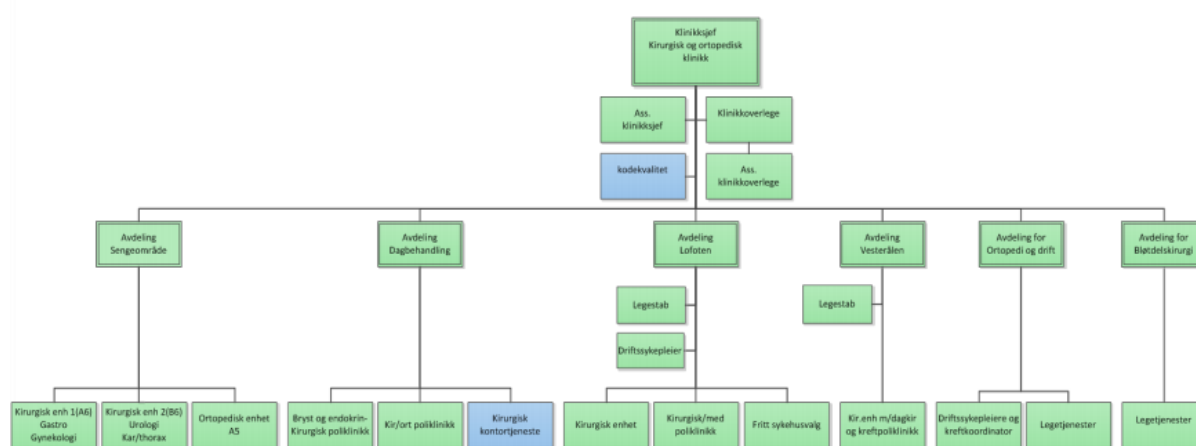 Klinikksjef
Kirurgisk og ortopedisk
klinikk
Ass.
klinikksjef
Klinikkoverlege
kodekvalitet
Ass.
klinikkoverlege
Avdeling
Sengeområde
Avdeling
Dagbehandling
Avdeling
Lofoten
Avdeling
Vesterålen
Avdeling for
Ortopedi og drift
Avdeling for
Bløtdelskirurgi
Legestab
Legestab
Driftssykepleier
Kirurgisk enh 1(A6)
Gastro
Gynekologi
Kirurgisk enh 2(B6)
Urologi
Kar/thorax
Ortopedisk enhet
A5
Bryst og endokrin-
Kirurgisk poliklinikk
Kir/ort poliklinikk
Kirurgisk
kontortjeneste
Kirurgisk enhet
Kirurgisk/med
poliklinikk
Fritt sykehusvalg
Kir.enh m/dagkir
og kreftpoliklinikk
Driftssykepleiere og
kreftkoordinator
Legetjenester
Legetjenester